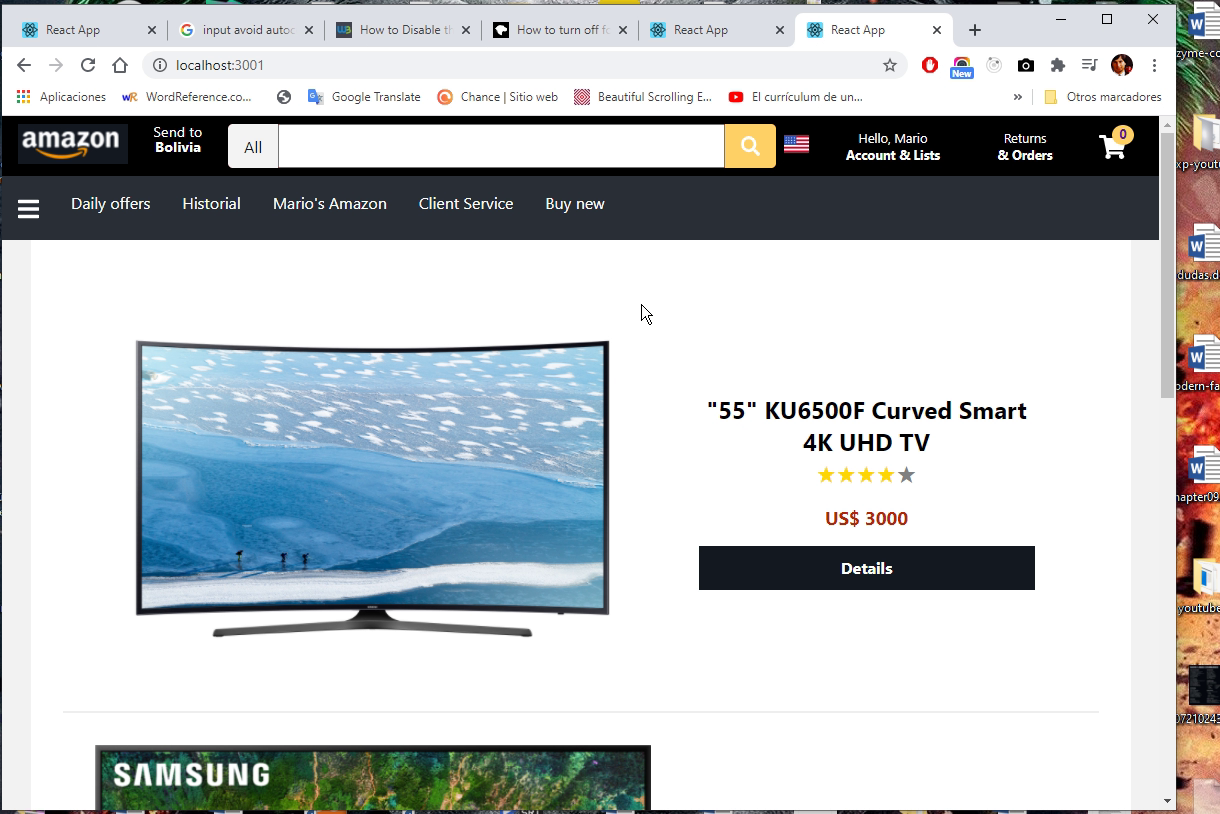 React App
input avoid autoc
W3
How to Disable th
How to turn off fo
React App
React App
localhost:3001
New
Aplicaciones
WordReference.co...
Google Translate
Chance | Sitio web
Beautiful Scrolling E...
El currículum de un...
»
Otros marcadores
amazon
Send to
Bolivia
All
Hello, Mario
Account & Lists
Returns
& Orders
0
Daily offers
Historial
Mario's Amazon
Client Service
Buy new
"55" KU6500F Curved Smart
4K UHD TV
US$ 3000
Details
SAMSUNG
zyme-co
xp-yout
dudas.d
odern-fa
hapter09
youtube
07210243